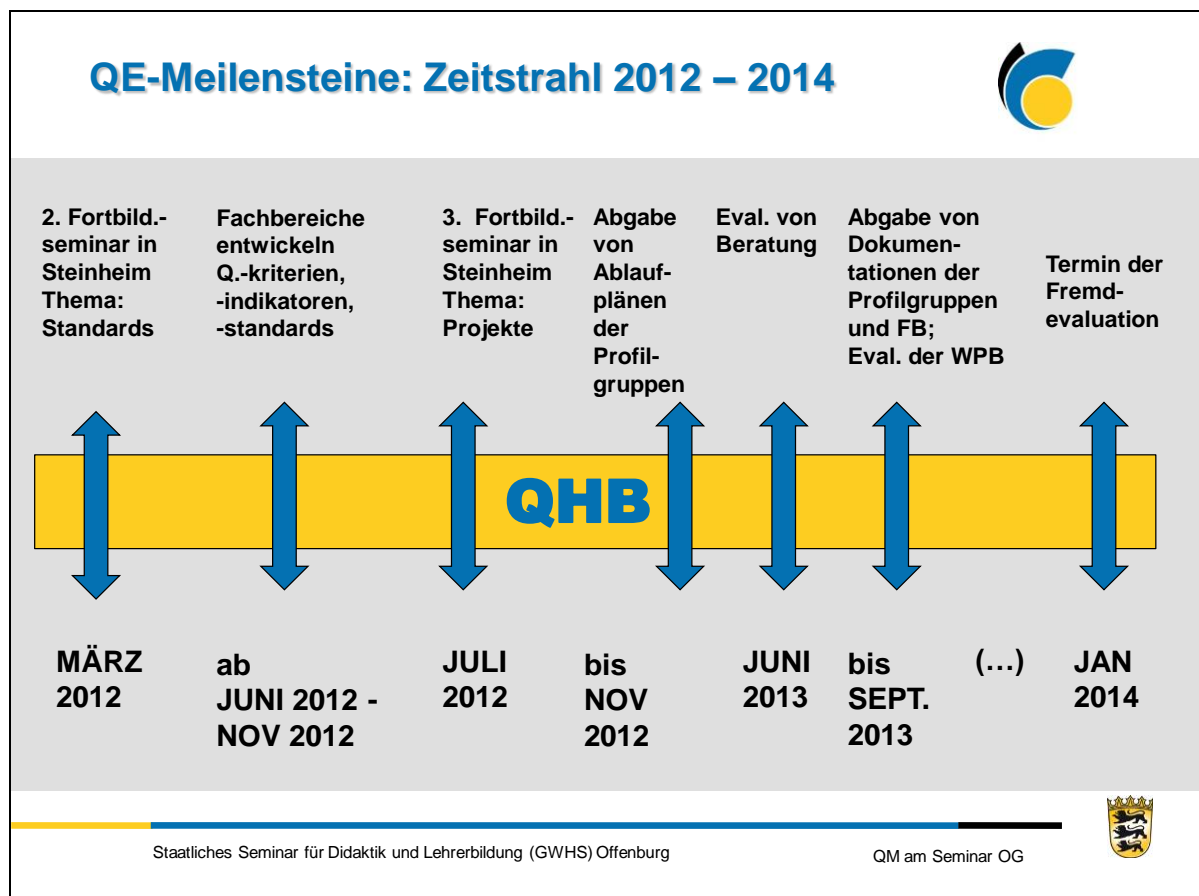 QE-Meilensteine: Zeitstrahl 2012 – 2014
2. Fortbild.-
seminar in
Steinheim
Thema:
Standards
Fachbereiche
entwickeln
Q.-kriterien,
-indikatoren,
-standards
3. Fortbild.-
seminar in
Steinheim
Thema:
Projekte
Abgabe
von
Ablauf-
plänen
der
Profil-
gruppen
Eval. von
Beratung
Abgabe von
Dokumen-
tationen der
Profilgruppen
und FB;
Eval. der WPB
Termin der
Fremd-
evaluation
QHB
MÄRZ
2012
ab
JUNI 2012 -
NOV 2012
JULI
2012
bis
NOV
2012
JUNI
2013
bis
SEPT.
2013
(…)
JAN
2014
Staatliches Seminar für Didaktik und Lehrerbildung (GWHS) Offenburg
QM am Seminar OG